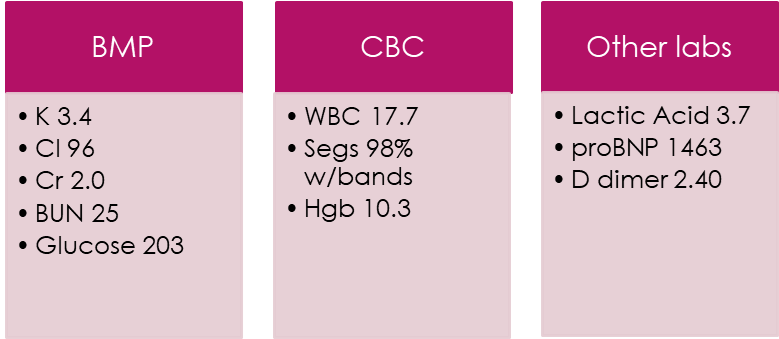 BMP
• K 3.4
• Cl 96
• Cr 2.0
• BUN 25
• Glucose 203
CBC
• WBC 17.7
• Segs 98%
w/bands
• Hgb 10.3
Other labs
• Lactic Acid 3.7
• proBNP 1463
• D dimer 2.40